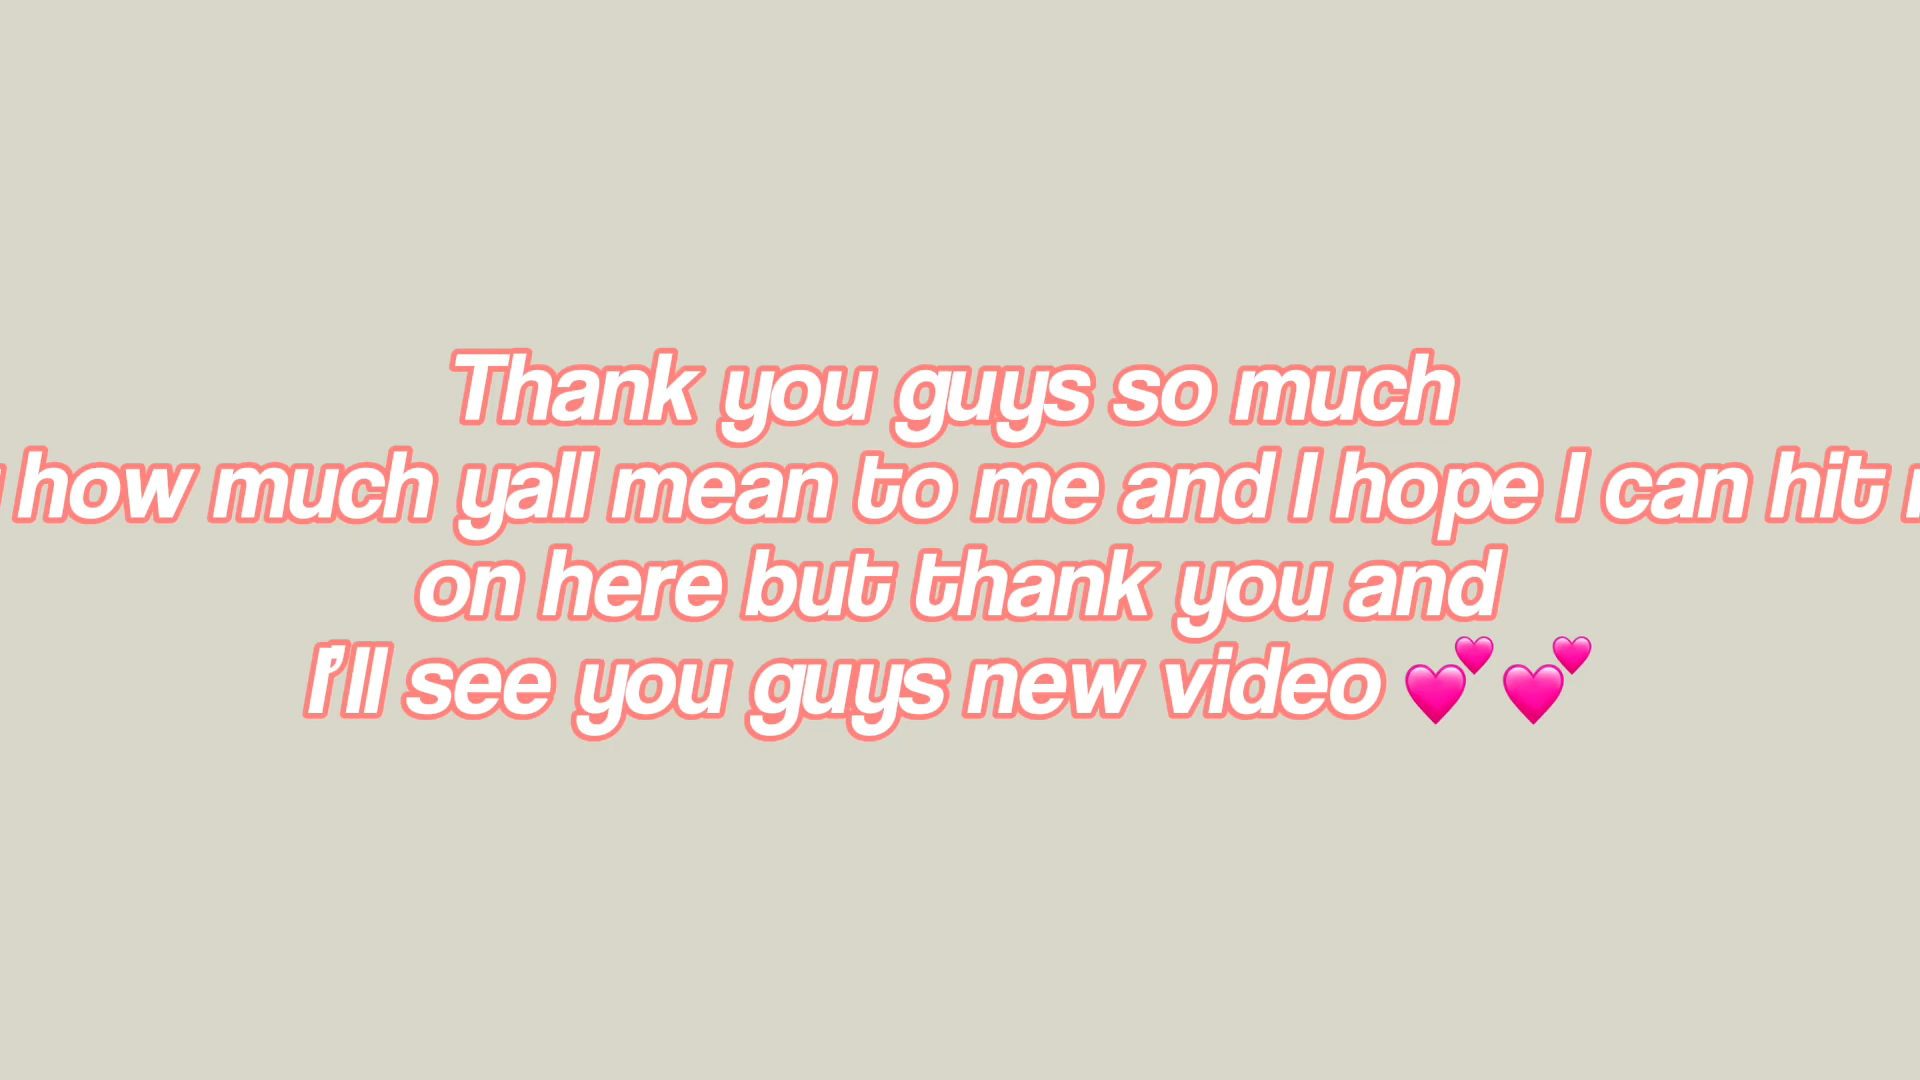 Thank you guys so much
how much yall mean to me and I hope I can hit
on here but thank you and
I'll see you guys new video 💕💕